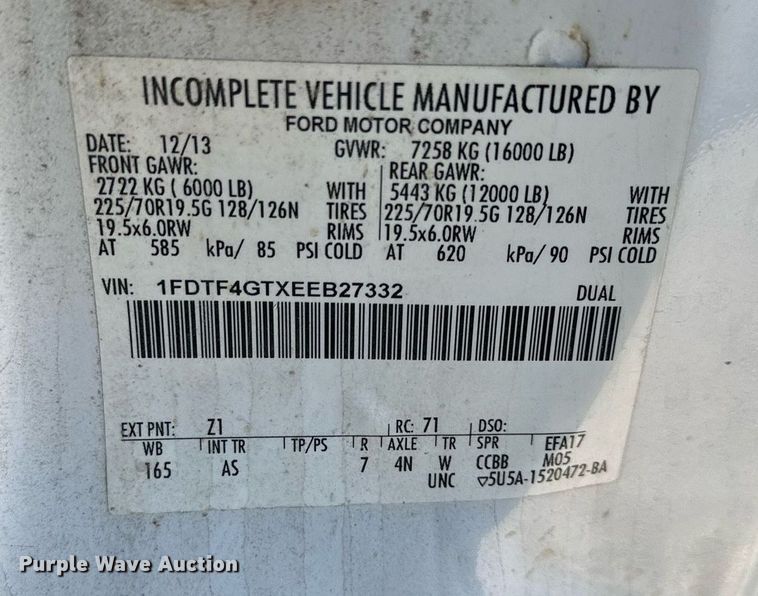 INCOMPLETE VEHICLE MANUFACTURED BY
FORD MOTOR COMPANY
DATE: 12/13 GVWR: 7258 KG (16000 LB)
FRONT GAWR: REAR GAWR:
2722 KG ( 6000 LB) WITH 5443 KG (12000 LB) WITH
225/70R19.5G 128/126N TIRES 225/70R19.5G 128/126N TIRES
19.5x6.0RW RIMS 19.5x6.0RW RIMS
AT 585 kPa/ 85 PSI COLD AT 620 kPa/ 90 PSI COLD
VIN: 1FDTF4GTXEEB27332 DUAL
EXT PNT: Z1 RC: 71 DSO:
WB INT TR TP/PS R AXLE TR SPR EFA17
165 AS 7 4N W CCBB M05
UNC ▽5U5A-1520472-BA
Purple Wave Auction